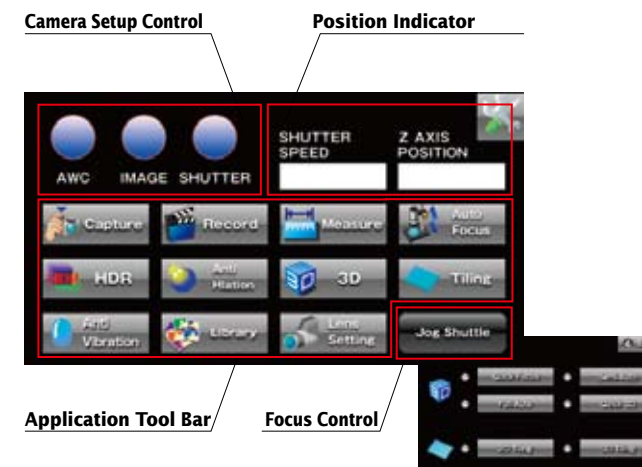 Camera Setup Control
Position Indicator
SHUTTER SPEED
Z AXIS POSITION
AWC IMAGE SHUTTER
Capture Record Measure Auto Focus
HDR Anti Hlation 3D Tiling
Anti Vibration Library Lens Setting Jog Shuttle
Application Tool Bar
Focus Control